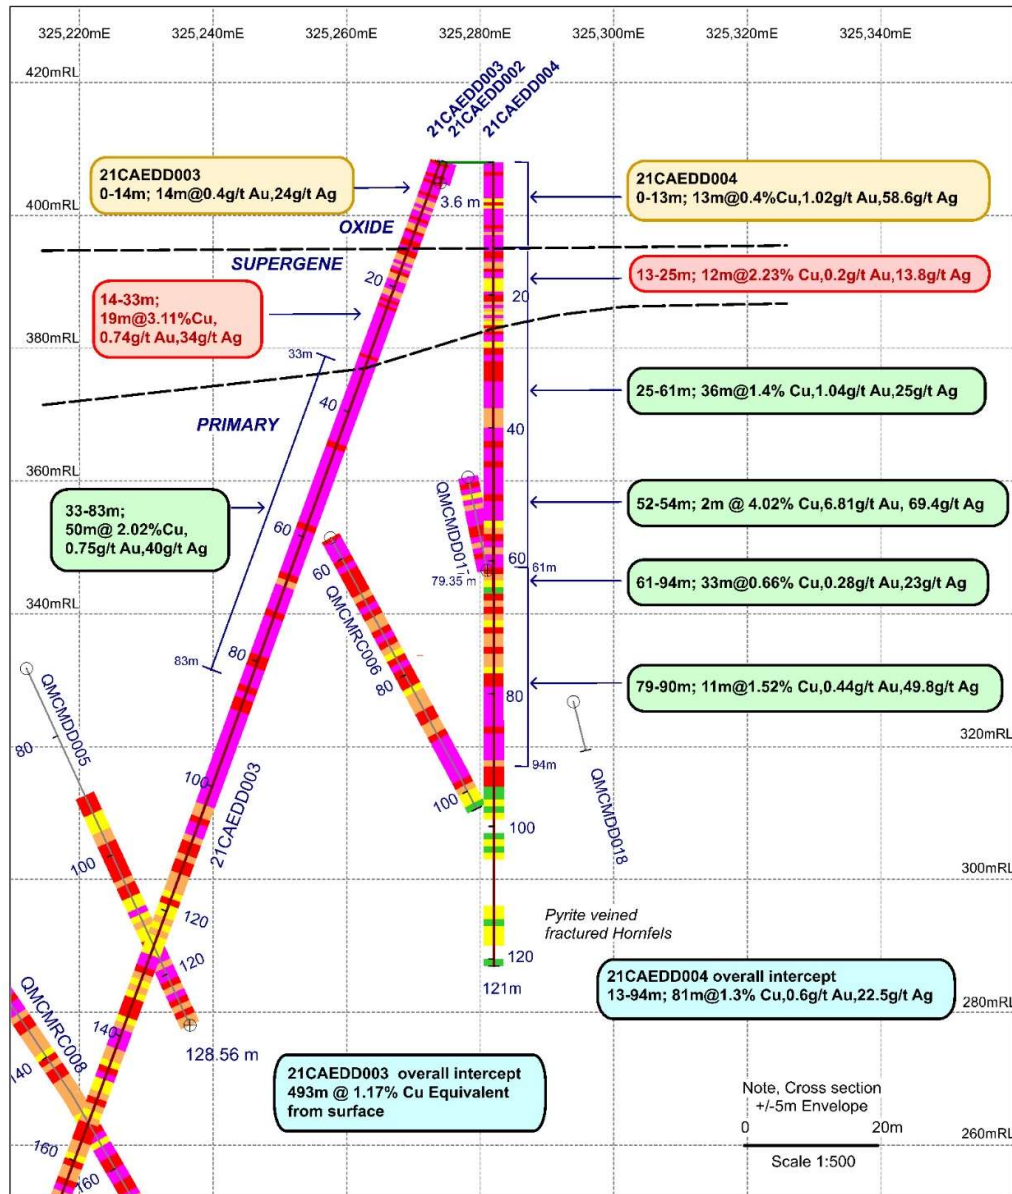 325,220mE 325,240mE 325,260mE 325,280mE 325,300mE 325,320mE 325,340mE
420mRL
21CAEDD003
21CAEDD002
21CAEDD004
21CAEDD003
0-14m; 14m@0.4g/t Au,24g/t Ag
21CAEDD004
0-13m; 13m@0.4%Cu,1.02g/t Au,58.6g/t Ag
3.6 m
400mRL
OXIDE
SUPERGENE
13-25m; 12m@2.23% Cu,0.2g/t Au,13.8g/t Ag
20
20
14-33m;
19m@3.11%Cu,
0.74g/t Au,34g/t Ag
380mRL
33m
25-61m; 36m@1.4% Cu,1.04g/t Au,25g/t Ag
40
PRIMARY
40
360mRL
QMCMDD017
33-83m;
50m@ 2.02%Cu,
0.75g/t Au,40g/t Ag
52-54m; 2m @ 4.02% Cu,6.81g/t Au, 69.4g/t Ag
60
60
60
61m
79.35 m
61-94m; 33m@0.66% Cu,0.28g/t Au,23g/t Ag
340mRL
QMCMRC006
83m
80
80
79-90m; 11m@1.52% Cu,0.44g/t Au,49.8g/t Ag
80
QMCMDD005
80
320mRL
94m
QMCMDD018
100
100
21CAEDD003
100
100
300mRL
120
Pyrite veined
fractured Hornfels
120
120
121m
21CAEDD004 overall intercept
13-94m; 81m@1.3% Cu,0.6g/t Au,22.5g/t Ag
280mRL
QMCMRC008
140
140
128.56 m
21CAEDD003 overall intercept
493m @ 1.17% Cu Equivalent
from surface
Note, Cross section
+/-5m Envelope
0 20m
Scale 1:500
260mRL
160
160